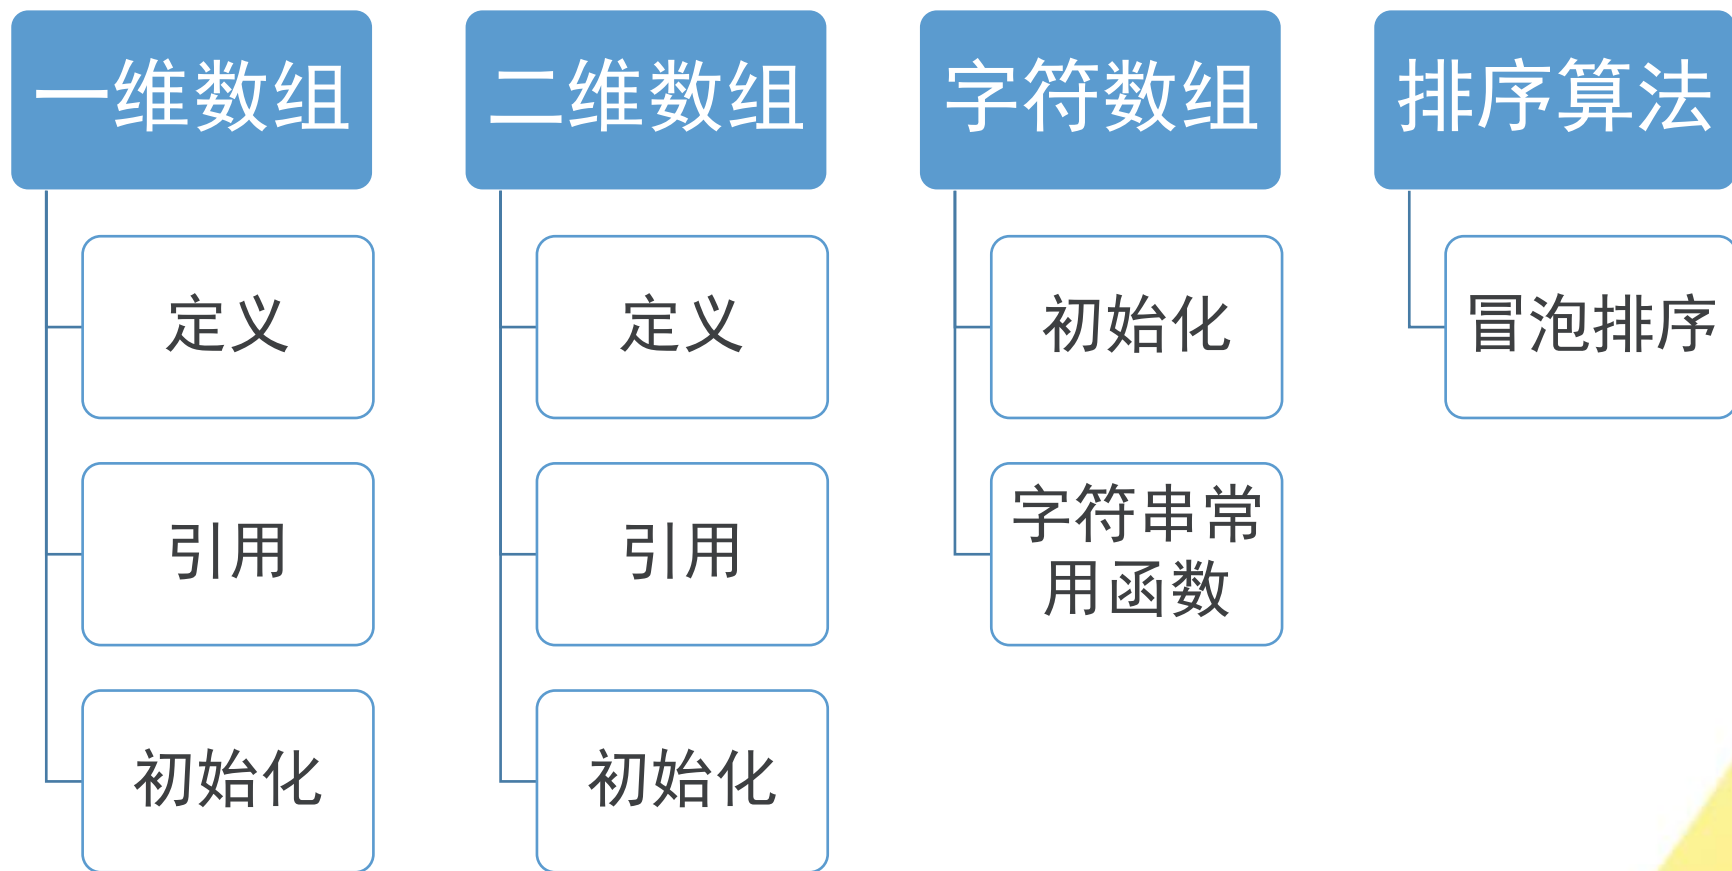 一维数组
定义
引用
初始化
二维数组
定义
引用
初始化
字符数组
初始化
字符串常
用函数
排序算法
冒泡排序